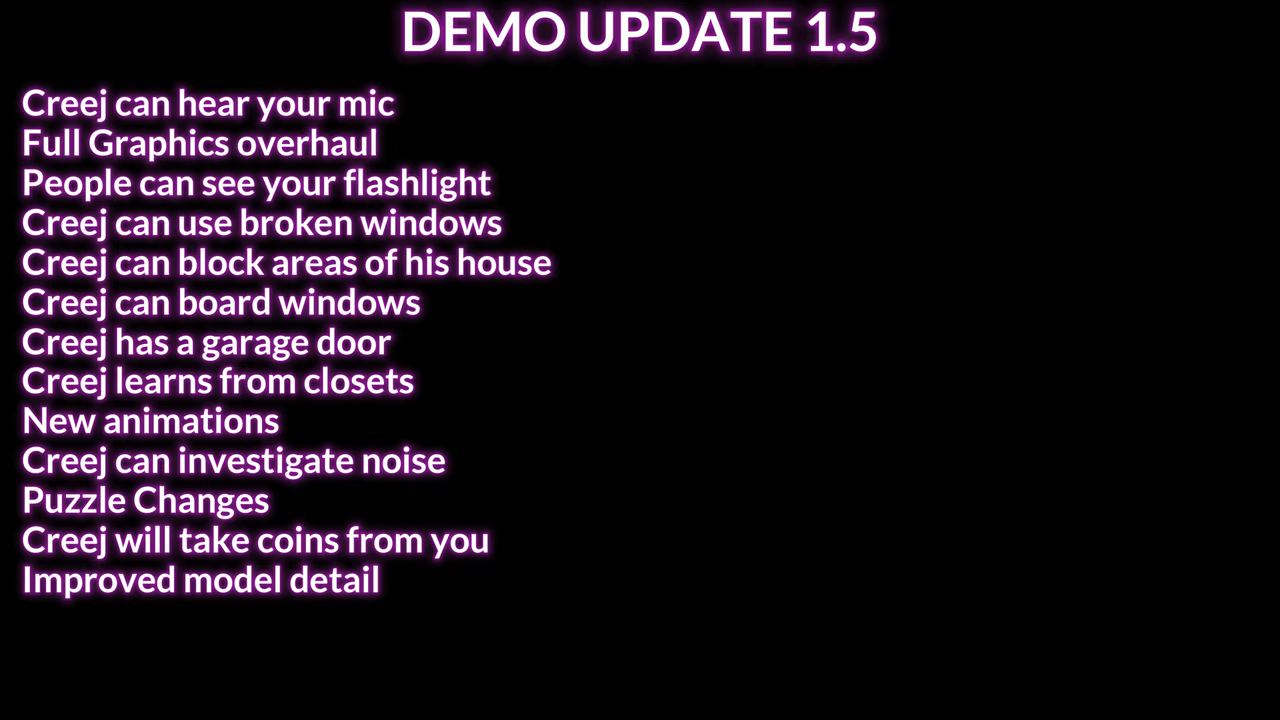 DEMO UPDATE 1.5
Creej can hear your mic
Full Graphics overhaul
People can see your flashlight
Creej can use broken windows
Creej can block areas of his house
Creej can board windows
Creej has a garage door
Creej learns from closets
New animations
Creej can investigate noise
Puzzle Changes
Creej will take coins from you
Improved model detail